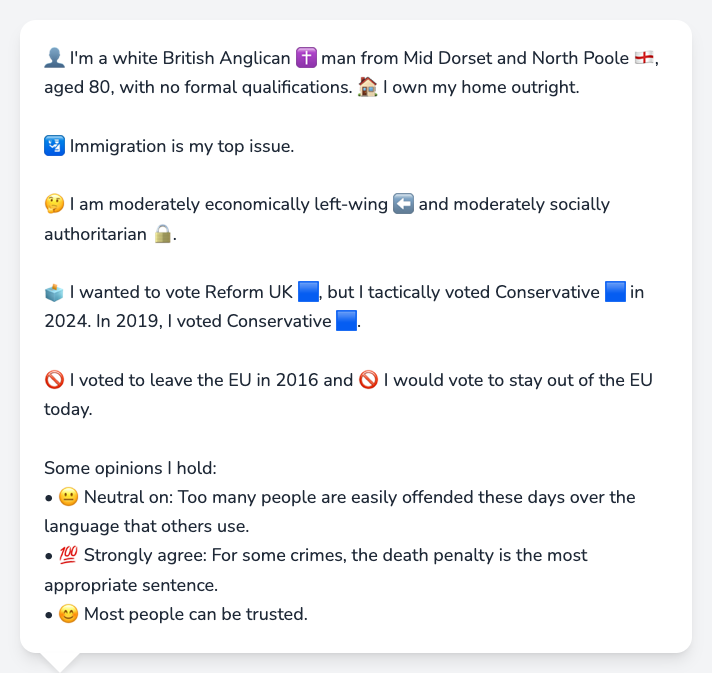 👤 I'm a white British Anglican ✝️ man from Mid Dorset and North Poole 🏴󠁧󠁢󠁥󠁮󠁧󠁿,
aged 80, with no formal qualifications. 🏠 I own my home outright.
🛂 Immigration is my top issue.
🤔 I am moderately economically left-wing ⬅️ and moderately socially
authoritarian 🔒.
🗳️ I wanted to vote Reform UK 🟦, but I tactically voted Conservative 🟦 in
2024. In 2019, I voted Conservative 🟦.
🚫 I voted to leave the EU in 2016 and 🚫 I would vote to stay out of the EU
today.
Some opinions I hold:
• 😐 Neutral on: Too many people are easily offended these days over the
language that others use.
• 💯 Strongly agree: For some crimes, the death penalty is the most
appropriate sentence.
• 😊 Most people can be trusted.